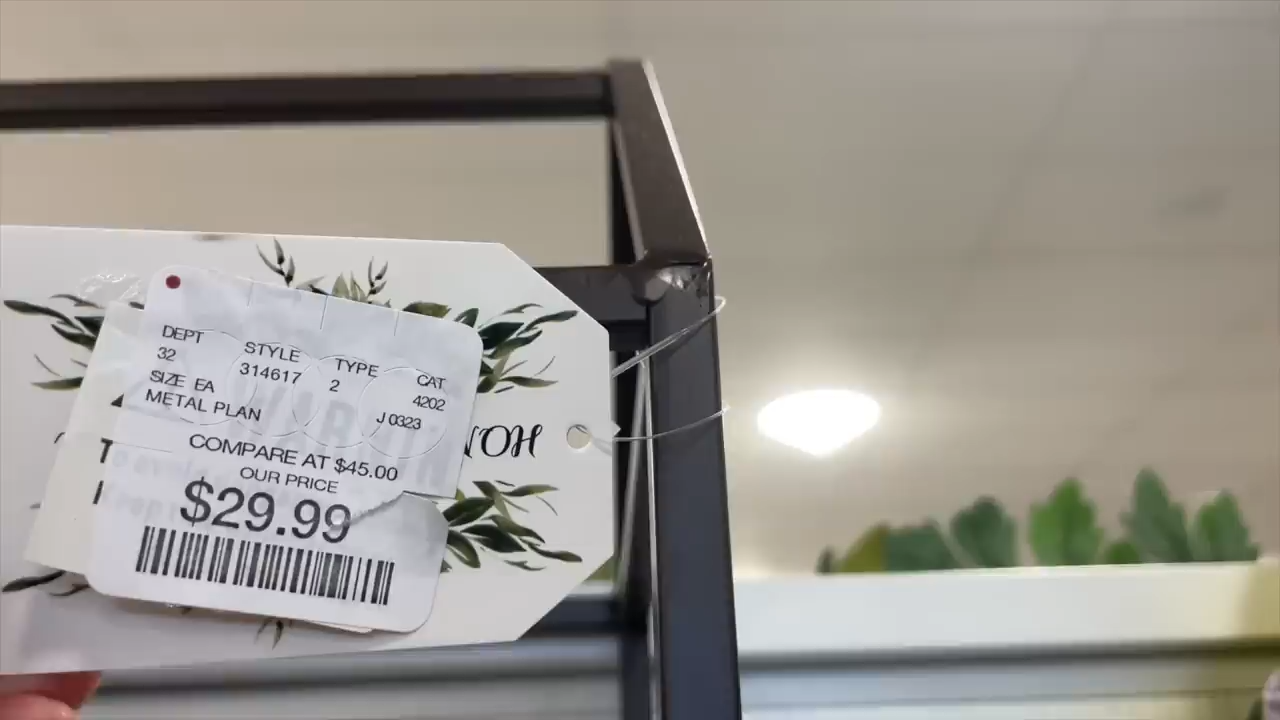 DEPT STYLE TYPE CAT
32 314617 2 4202
SIZE EA
METAL PLAN J 0323
COMPARE AT $45.00
OUR PRICE
$29.99